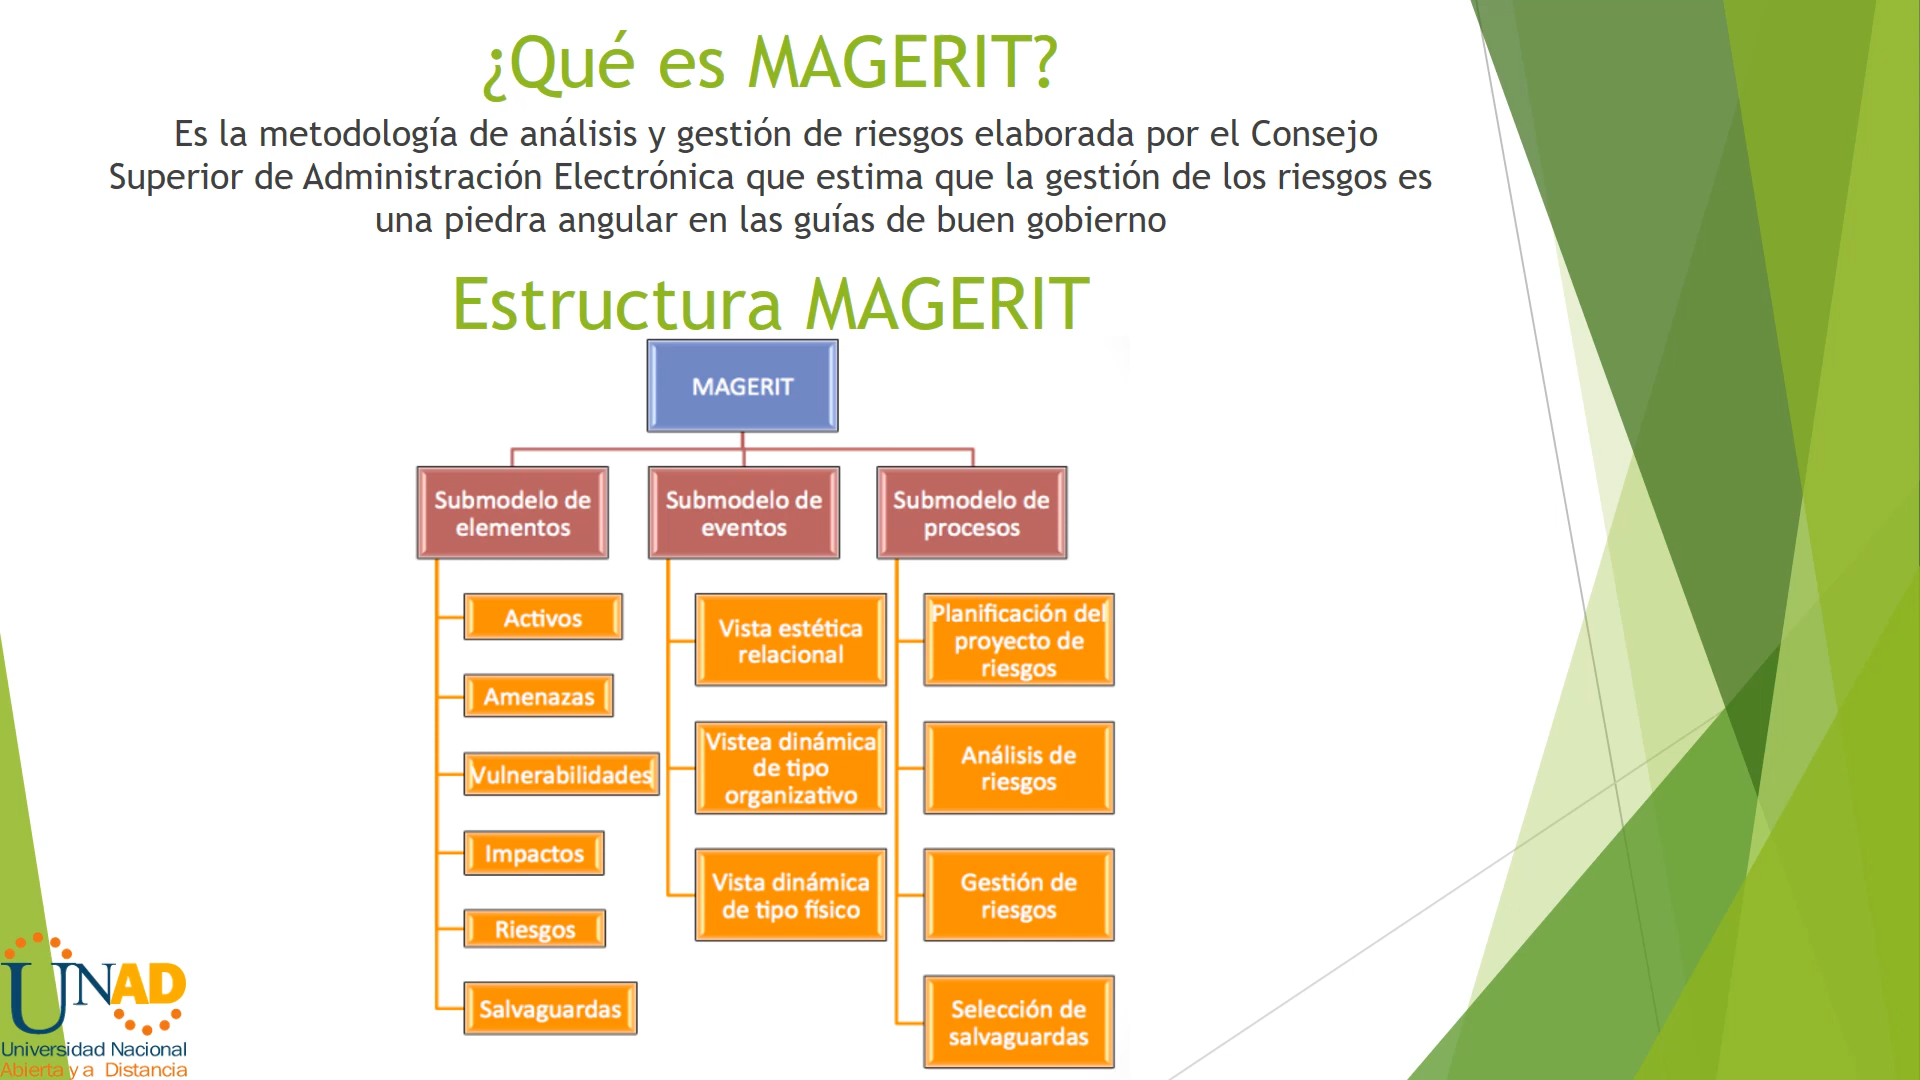 ¿Qué es MAGERIT?
Es la metodología de análisis y gestión de riesgos elaborada por el Consejo
Superior de Administración Electrónica que estima que la gestión de los riesgos es
una piedra angular en las guías de buen gobierno
Estructura MAGERIT
MAGERIT
Submodelo de
elementos
Activos
Amenazas
Vulnerabilidades
Impactos
Riesgos
Salvaguardas
Submodelo de
eventos
Vista estética
relacional
Vistea dinámica
de tipo
organizativo
Vista dinámica
de tipo físico
Submodelo de
procesos
Planificación del
proyecto de
riesgos
Análisis de
riesgos
Gestión de
riesgos
Selección de
salvaguardas
UNAD
Universidad Nacional
Abierta y a Distancia